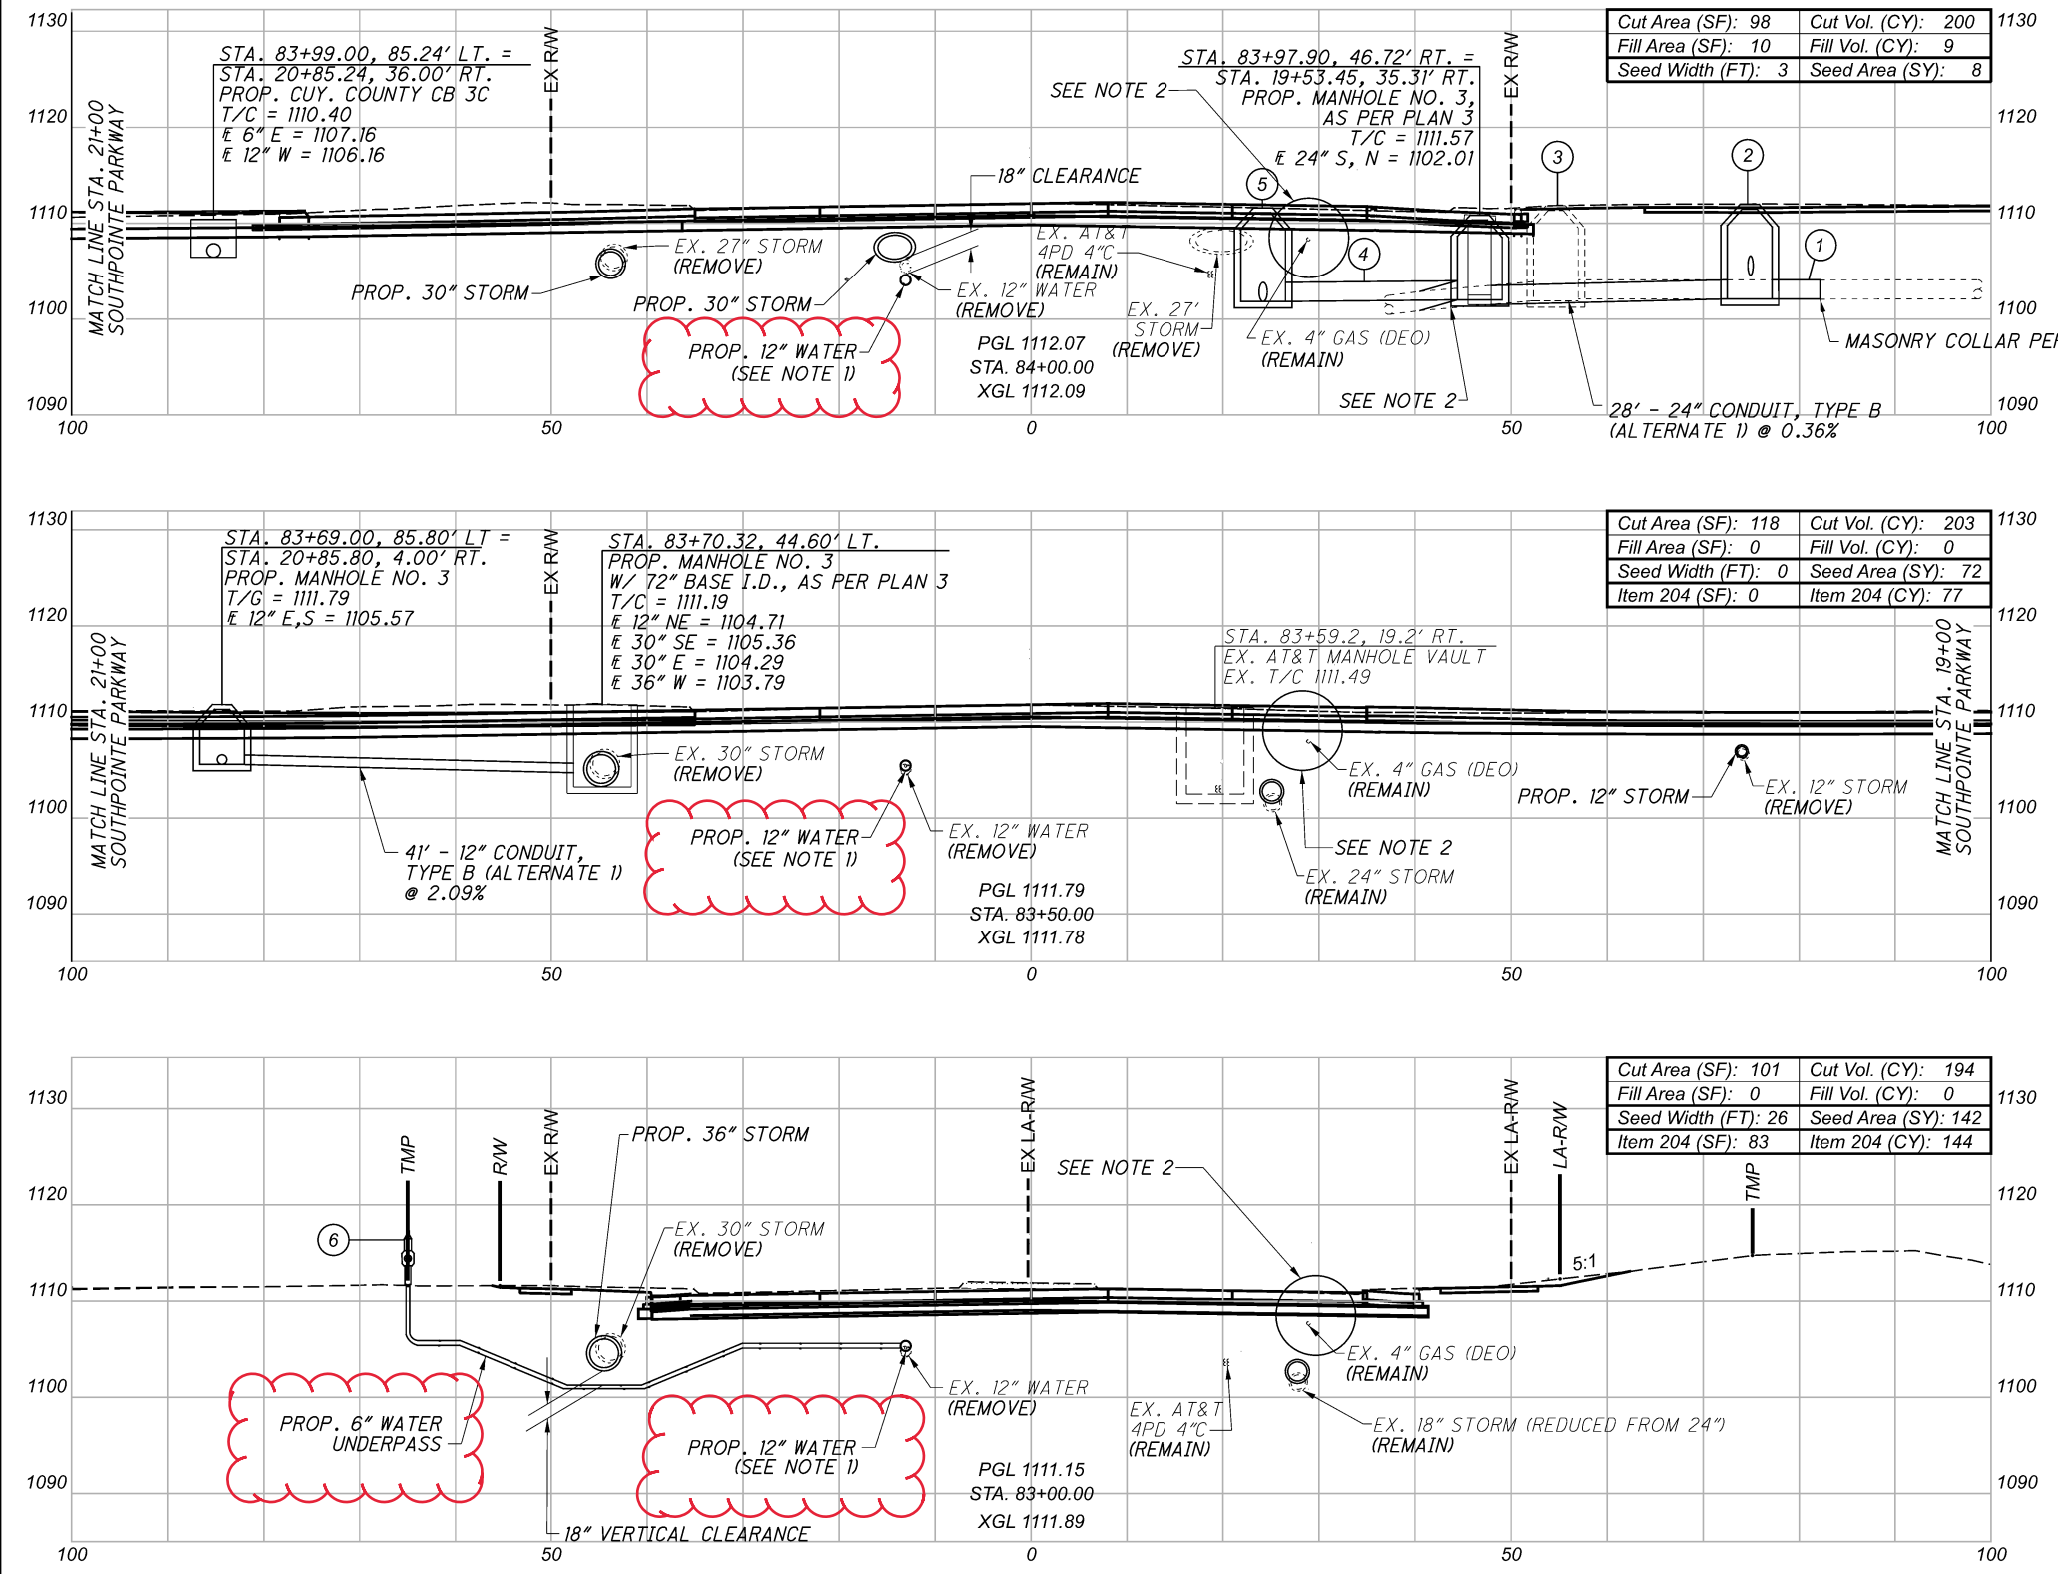 1130
1120
1110
1100
1090
MATCH LINE STA. 21+00
SOUTHPOINTE PARKWAY
STA. 83+99.00, 85.24' LT. =
STA. 20+85.24, 36.00' RT.
PROP. CUY. COUNTY CB 3C
T/C = 1110.40
6" E = 1107.16
12" W = 1106.16
EX R/W
PROP. 30" STORM
EX. 27" STORM
(REMOVE)
PROP. 30" STORM
PROP. 12" WATER
(SEE NOTE 1)
18" CLEARANCE
EX. 12" WATER
(REMOVE)
EX. AT&T
4PD 4"C
(REMAIN)
PGL 1112.07
STA. 84+00.00
XGL 1112.09
EX. 27'
STORM
(REMOVE)
SEE NOTE 2
STA. 83+97.90, 46.72' RT. =
STA. 19+53.45, 35.31' RT.
PROP. MANHOLE NO. 3,
AS PER PLAN 3
T/C = 1111.57
24" S, N = 1102.01
EX R/W
5
4
3
2
1
EX. 4" GAS (DEO)
(REMAIN)
SEE NOTE 2
28' - 24" CONDUIT, TYPE B
(ALTERNATE 1) @ 0.36%
MASONRY COLLAR PER
Cut Area (SF): 98 Cut Vol. (CY): 200
Fill Area (SF): 10 Fill Vol. (CY): 9
Seed Width (FT): 3 Seed Area (SY): 8
1130
1120
1110
1100
1090
100 50 0 50 100
1130
1120
1110
1100
1090
MATCH LINE STA. 21+00
SOUTHPOINTE PARKWAY
STA. 83+69.00, 85.80' LT =
STA. 20+85.80, 4.00' RT.
PROP. MANHOLE NO. 3
T/G = 1111.79
12" E,S = 1105.57
EX R/W
STA. 83+70.32, 44.60' LT.
PROP. MANHOLE NO. 3
W/ 72" BASE I.D., AS PER PLAN 3
T/C = 1111.19
12" NE = 1104.71
30" SE = 1105.36
30" E = 1104.29
36" W = 1103.79
EX. 30" STORM
(REMOVE)
41' - 12" CONDUIT,
TYPE B (ALTERNATE 1)
@ 2.09%
PROP. 12" WATER
(SEE NOTE 1)
EX. 12" WATER
(REMOVE)
PGL 1111.79
STA. 83+50.00
XGL 1111.78
STA. 83+59.2, 19.2' RT.
EX. AT&T MANHOLE VAULT
EX. T/C 1111.49
EX. 4" GAS (DEO)
(REMAIN)
SEE NOTE 2
EX. 24" STORM
(REMAIN)
PROP. 12" STORM
EX. 12" STORM
(REMOVE)
Cut Area (SF): 118 Cut Vol. (CY): 203
Fill Area (SF): 0 Fill Vol. (CY): 0
Seed Width (FT): 0 Seed Area (SY): 72
Item 204 (SF): 0 Item 204 (CY): 77
MATCH LINE STA. 19+00
SOUTHPOINTE PARKWAY
1130
1120
1110
1100
1090
100 50 0 50 100
1130
1120
1110
1100
1090
6
TMP
R/W
EX R/W
PROP. 36" STORM
EX. 30" STORM
(REMOVE)
PROP. 6" WATER
UNDERPASS
18" VERTICAL CLEARANCE
PROP. 12" WATER
(SEE NOTE 1)
EX. 12" WATER
(REMOVE)
EX LA-R/W
PGL 1111.15
STA. 83+00.00
XGL 1111.89
SEE NOTE 2
EX. AT&T
4PD 4"C
(REMAIN)
EX. 4" GAS (DEO)
(REMAIN)
EX. 18" STORM (REDUCED FROM 24")
(REMAIN)
EX LA-R/W
LA-R/W
5:1
TMP
Cut Area (SF): 101 Cut Vol. (CY): 194
Fill Area (SF): 0 Fill Vol. (CY): 0
Seed Width (FT): 26 Seed Area (SY): 142
Item 204 (SF): 83 Item 204 (CY): 144
1130
1120
1110
1100
1090
100 50 0 50 100